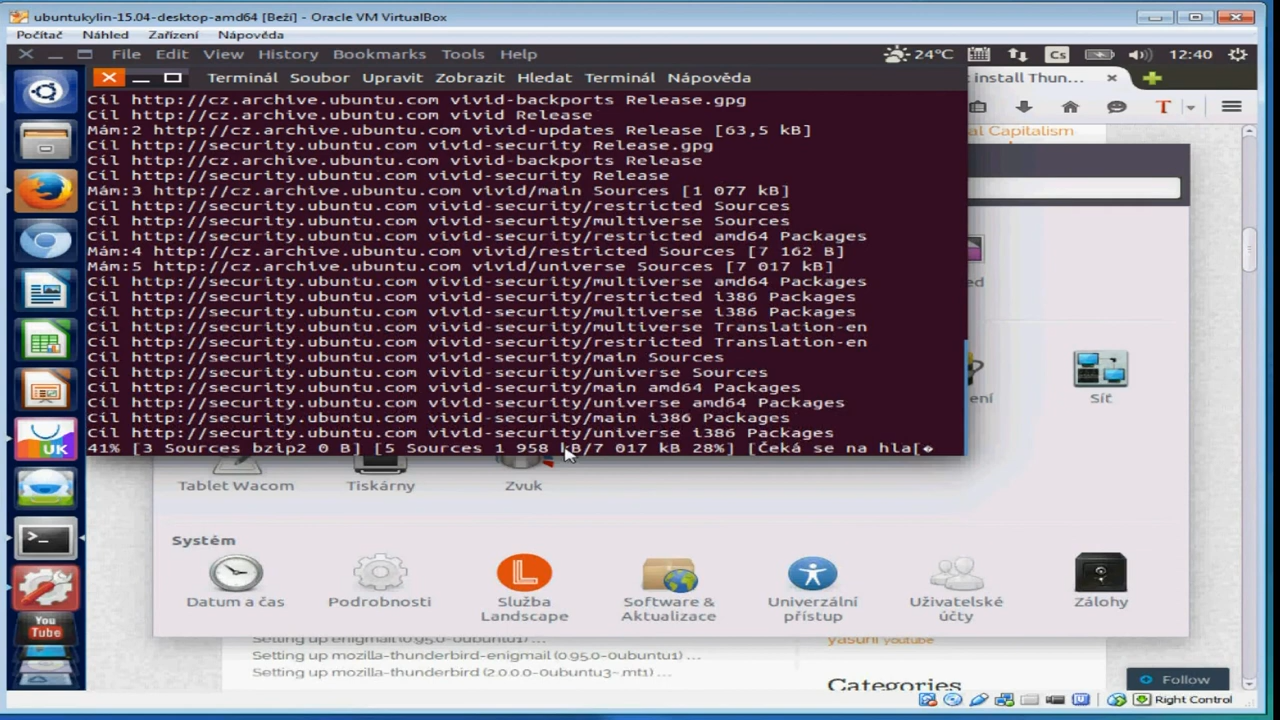 ubuntukylin-15.04-desktop-amd64 [Beží] - Oracle VM VirtualBox
Počítač Náhled Zařízení Nápověda
File Edit View History Bookmarks Tools Help
24°C Cs 12:40
Terminál Soubor Upravit Zobrazit Hledat Terminál Nápověda
t install Thun...
Cíl http://cz.archive.ubuntu.com vivid-backports Release.gpg
Cíl http://cz.archive.ubuntu.com vivid Release
Mám:2 http://cz.archive.ubuntu.com vivid-updates Release [63,5 kB]
al Capitalism
Cíl http://security.ubuntu.com vivid-security Release.gpg
Cíl http://cz.archive.ubuntu.com vivid-backports Release
Cíl http://security.ubuntu.com vivid-security Release
Mám:3 http://cz.archive.ubuntu.com vivid/main Sources [1 077 kB]
Cíl http://security.ubuntu.com vivid-security/restricted Sources
Cíl http://security.ubuntu.com vivid-security/multiverse Sources
Cíl http://security.ubuntu.com vivid-security/restricted amd64 Packages
Mám:4 http://cz.archive.ubuntu.com vivid/restricted Sources [7 162 B]
Mám:5 http://cz.archive.ubuntu.com vivid/universe Sources [7 017 kB]
Cíl http://security.ubuntu.com vivid-security/multiverse amd64 Packages
ed
Cíl http://security.ubuntu.com vivid-security/restricted i386 Packages
Cíl http://security.ubuntu.com vivid-security/multiverse i386 Packages
Cíl http://security.ubuntu.com vivid-security/multiverse Translation-en
Cíl http://security.ubuntu.com vivid-security/restricted Translation-en
Cíl http://security.ubuntu.com vivid-security/main Sources
Cíl http://security.ubuntu.com vivid-security/universe Sources
Cíl http://security.ubuntu.com vivid-security/main amd64 Packages
Cíl http://security.ubuntu.com vivid-security/universe amd64 Packages
ení Síť
Cíl http://security.ubuntu.com vivid-security/main i386 Packages
Cíl http://security.ubuntu.com vivid-security/universe i386 Packages
41% [3 Sources bzip2 0 B] [5 Sources 1 958 kB/7 017 kB 28%] [Čeká se na hla[�
UK
Tablet Wacom Tiskárny Zvuk
Systém
Datum a čas Podrobnosti Služba Landscape Software & Aktualizace Univerzální přístup Uživatelské účty Zálohy
You Tube
Setting up enigmail (0.95.0-0ubuntu1) ...
yasuni youtube
Setting up mozilla-thunderbird-enigmail (0.95.0-0ubuntu1) ...
Setting up mozilla-thunderbird (2.0.0.0-0ubuntu3~mt1) ...
Categories
Follow
Right Control